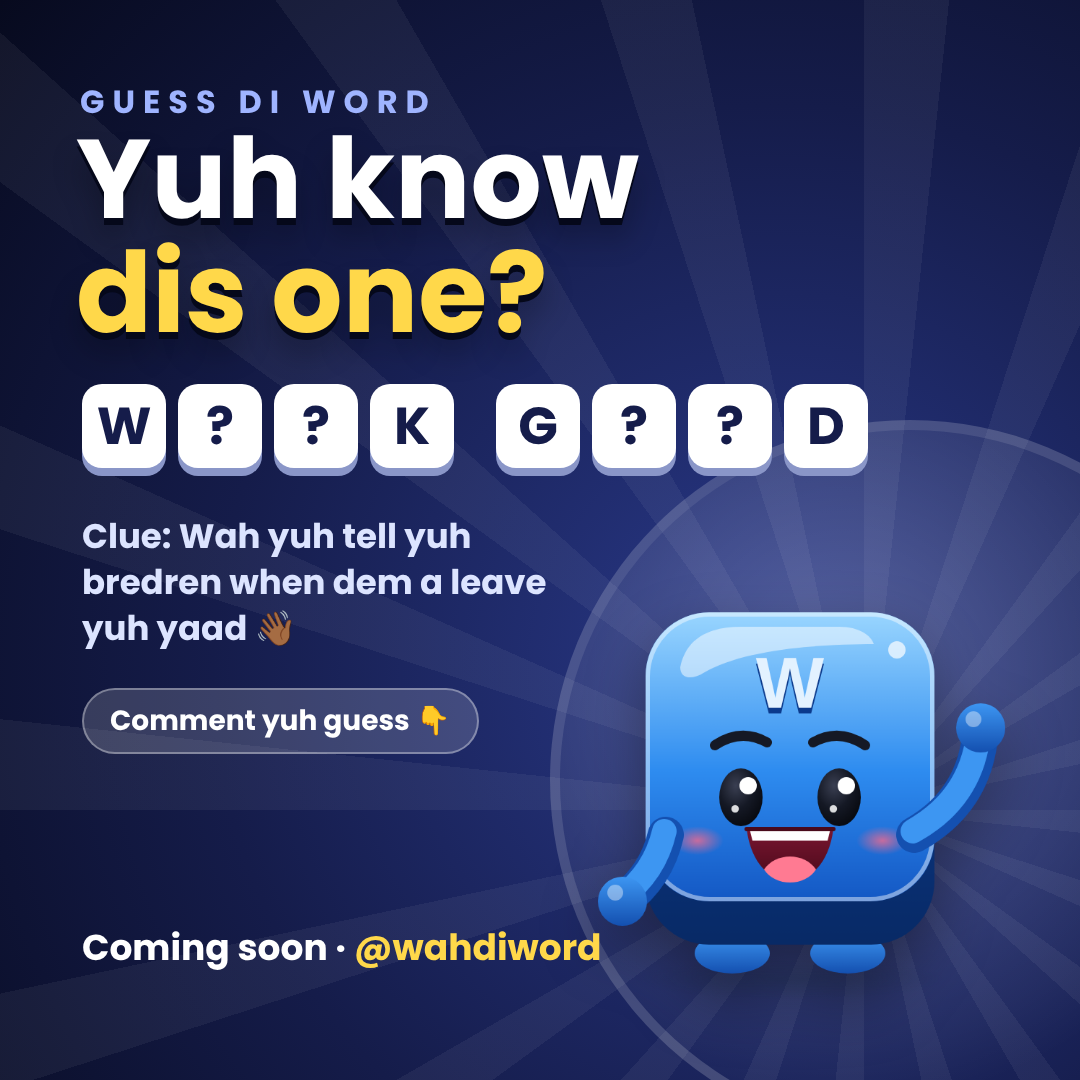 GUESS DI WORD
Yuh know
dis one?
W ? ? K G ? ? D
Clue: Wah yuh tell yuh
bredren when dem a leave
yuh yaad 👋🏾
Comment yuh guess 👇
W
Coming soon · @wahdiword